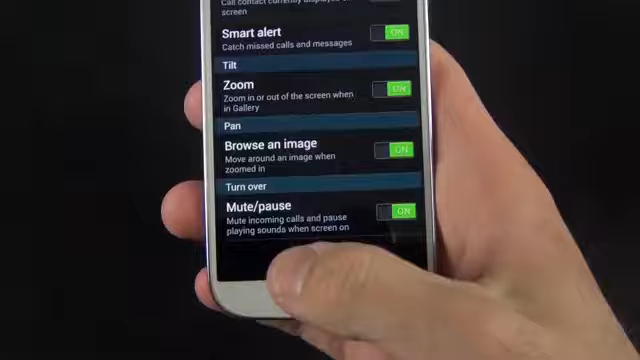 Call contact currently displayed on
screen
Smart alert
ON
Catch missed calls and messages
Tilt
Zoom
ON
Zoom in or out of the screen when
in Gallery
Pan
Browse an image
ON
Move around an image when
zoomed in
Turn over
Mute/pause
ON
Mute incoming calls and pause
playing sounds when screen on